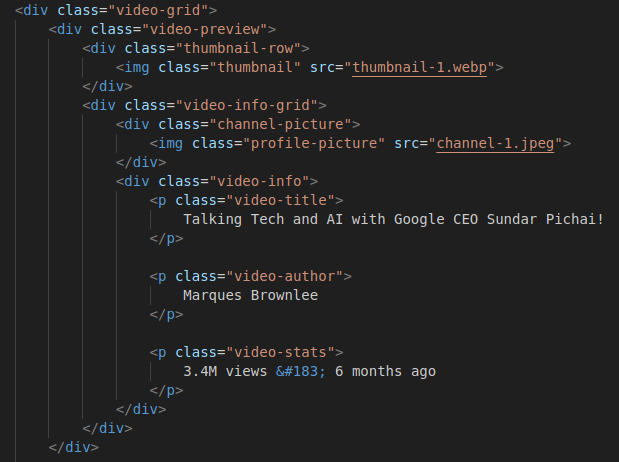 <div class="video-grid">
<div class="video-preview">
<div class="thumbnail-row">
<img class="thumbnail" src="thumbnail-1.webp">
</div>
<div class="video-info-grid">
<div class="channel-picture">
<img class="profile-picture" src="channel-1.jpeg">
</div>
<div class="video-info">
<p class="video-title">
Talking Tech and AI with Google CEO Sundar Pichai!
</p>
<p class="video-author">
Marques Brownlee
</p>
<p class="video-stats">
3.4M views &#183; 6 months ago
</p>
</div>
</div>
</div>